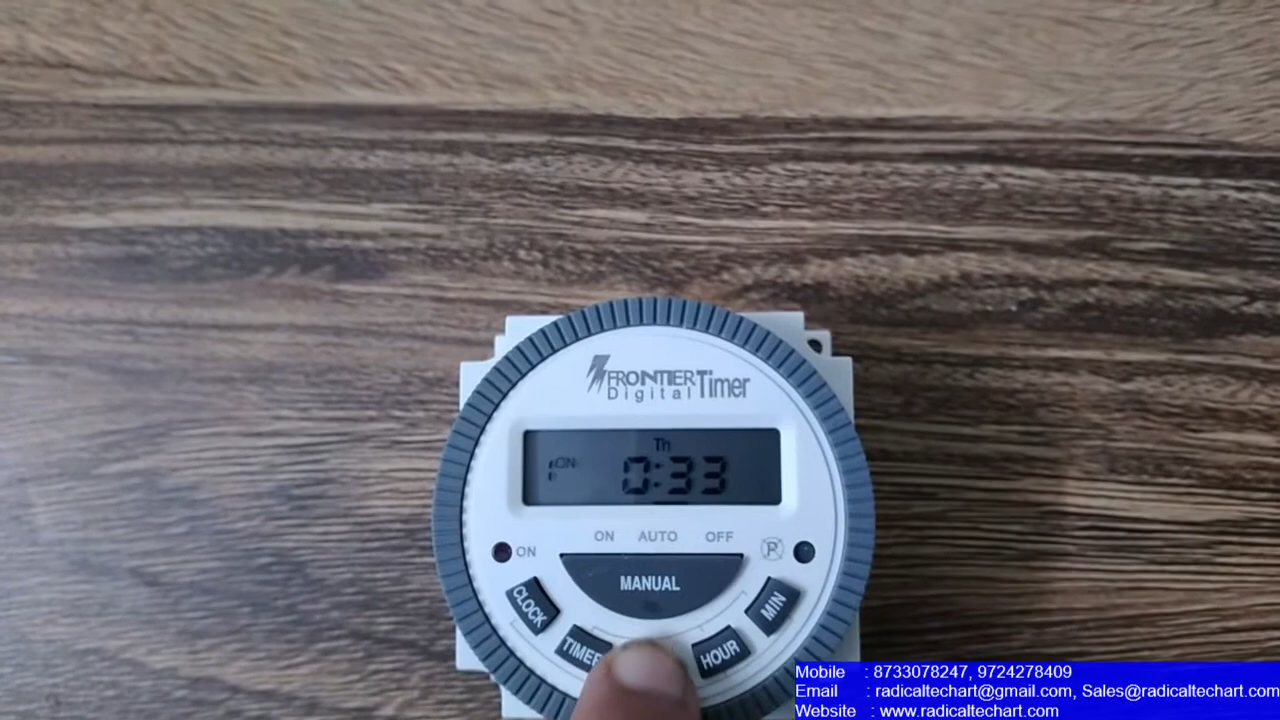 FRONTIER Timer
Digital
Th
1 ON
0:33
ON AUTO OFF
ON
R
MANUAL
CLOCK
MIN
TIMER
HOUR
Mobile : 8733078247, 9724278409
Email : radicaltechart@gmail.com, Sales@radicaltechart.com
Website : www.radicaltechart.com